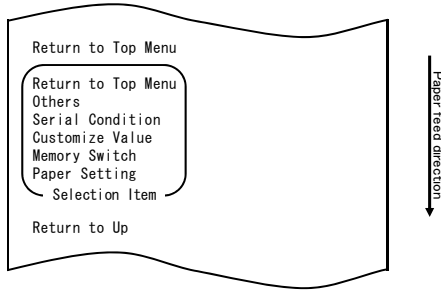 Return to Top Menu
Return to Top Menu
Others
Serial Condition
Customize Value
Memory Switch
Paper Setting
Selection Item
Return to Up
Paper feed direction